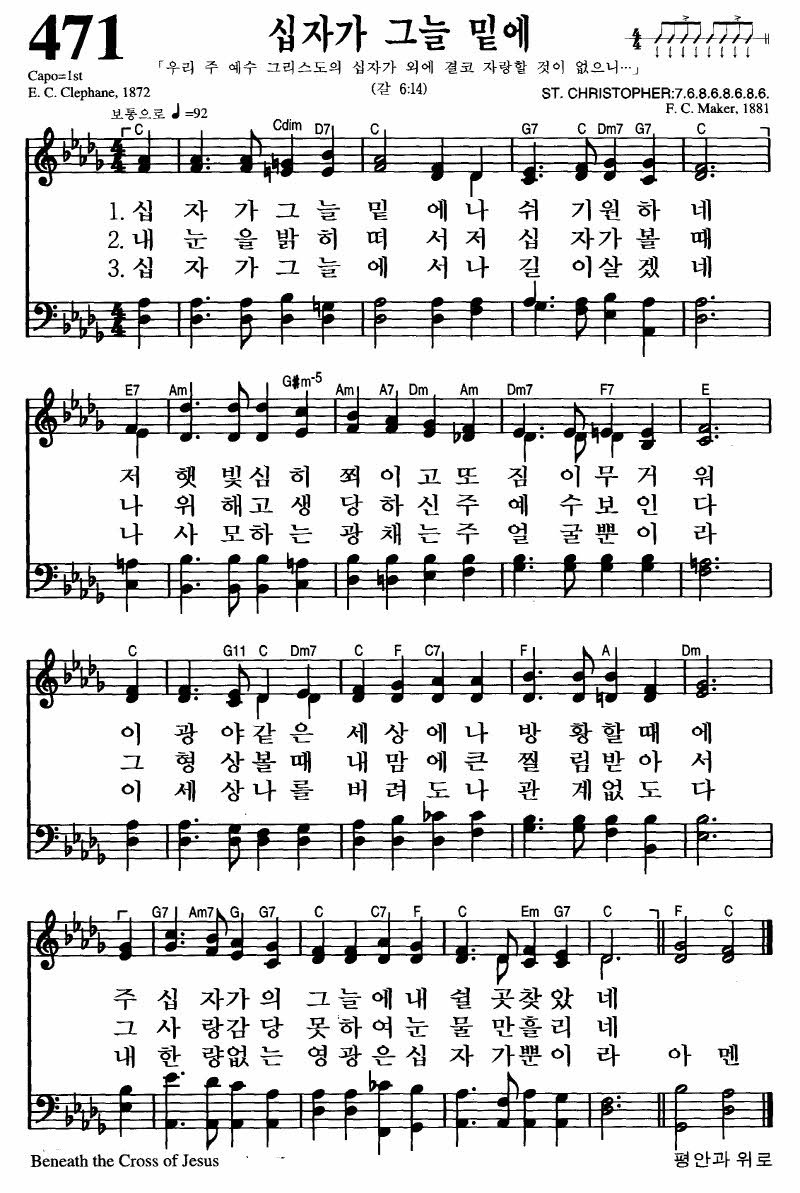 471
십자가 그늘 밑에
「우리 주 예수 그리스도의 십자가 외에 결코 자랑할 것이 없으니…」
Capo=1st
E. C. Clephane, 1872
(갈 6:14)
ST. CHRISTOPHER:7.6.8.6.8.6.8.6.
F. C. Maker, 1881
보통으로 ♩=92
C Cdim D7 C G7 C Dm7 G7 C
1. 십 자 가 그 늘 밑 에 나 쉬 기 원 하 네
2. 내 눈 을 밝 히 떠 서 저 십 자 가 볼 때
3. 십 자 가 그 늘 에 서 나 길 이 살 겠 네
E7 Am G#m-5 Am A7 Dm Am Dm7 F7 E
저 햇 빛 심 히 쬐 이 고 또 짐 이 무 거 워
나 위 해 고 생 당 하 신 주 예 수 보 인 다
나 사 모 하 는 광 채 는 주 얼 굴 뿐 이 라
C G11 C Dm7 C F C7 F A Dm
이 광 야 같 은 세 상 에 나 방 황 할 때 에
그 형 상 볼 때 내 맘 에 큰 찔 림 받 아 서
이 세 상 나 를 버 려 도 나 관 계 없 도 다
G7 Am7 G G7 C C7 F C Em G7 C F C
주 십 자 가 의 그 늘 에 내 쉴 곳 찾 았 네
그 사 랑 감 당 못 하 여 눈 물 만 흘 리 네
내 한 량 없 는 영 광 은 십 자 가 뿐 이 라 아 멘
Beneath the Cross of Jesus
평안과 위로